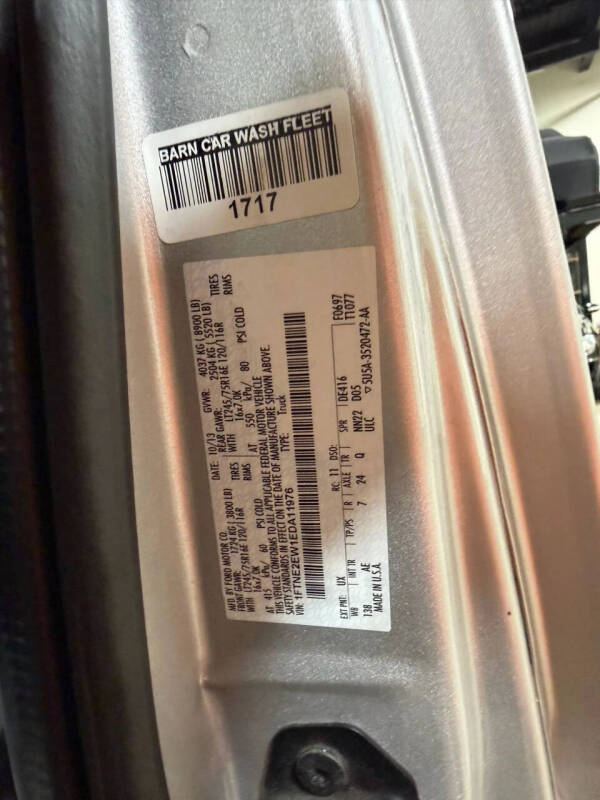 BARN CAR WASH FLEET
1717
MFD. BY FORD MOTOR CO.
DATE: 10/13
GVWR: 4037 KG ( 8900 LB)
FRONT GAWR: 1724 KG ( 3800 LB)
REAR GAWR: 2504 KG ( 5520 LB)
WITH LT245/75R16E 120/116R TIRES
WITH LT245/75R16E 120/116R TIRES
16x7.0K RIMS
16x7.0K RIMS
AT 415 kPa/ 60 PSI COLD
AT 550 kPa/ 80 PSI COLD
THIS VEHICLE CONFORMS TO ALL APPLICABLE FEDERAL MOTOR VEHICLE
SAFETY STANDARDS IN EFFECT ON THE DATE OF MANUFACTURE SHOWN ABOVE.
VIN: 1FTNE2EW1EDA11976
TYPE: Truck
F0697
T1077
EXT PNT: UX RC: 11 DSO: DE416
WB INT TR TP/PS R AXLE TR SPR
138 AE 7 24 Q NN22 D05
MADE IN U.S.A. ULC ▽5U5A-3520472-AA